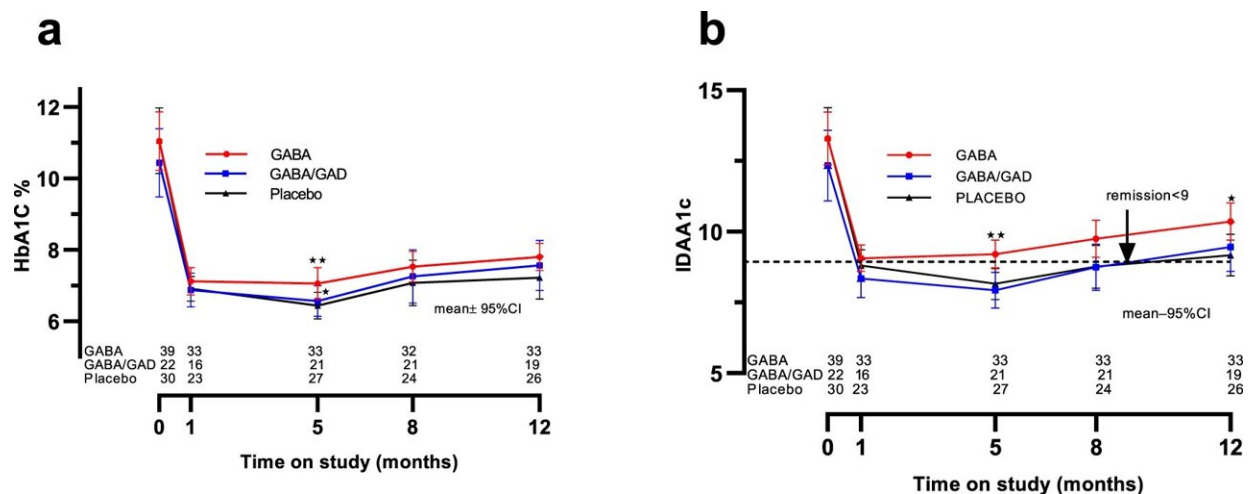 a
HbA1C %
12
10
8
6
GABA
GABA/GAD
Placebo
★★
★
mean± 95%CI
GABA 39 33 33 32 33
GABA/GAD 22 16 21 21 19
Placebo 30 23 27 24 26
0 1 5 8 12
Time on study (months)
b
IDAA1c
15
10
5
GABA
GABA/GAD
PLACEBO
remission<9
★★
★
mean–95%CI
GABA 39 33 33 33 33
GABA/GAD 22 16 21 21 19
Placebo 30 23 27 24 26
0 1 5 8 12
Time on study (months)